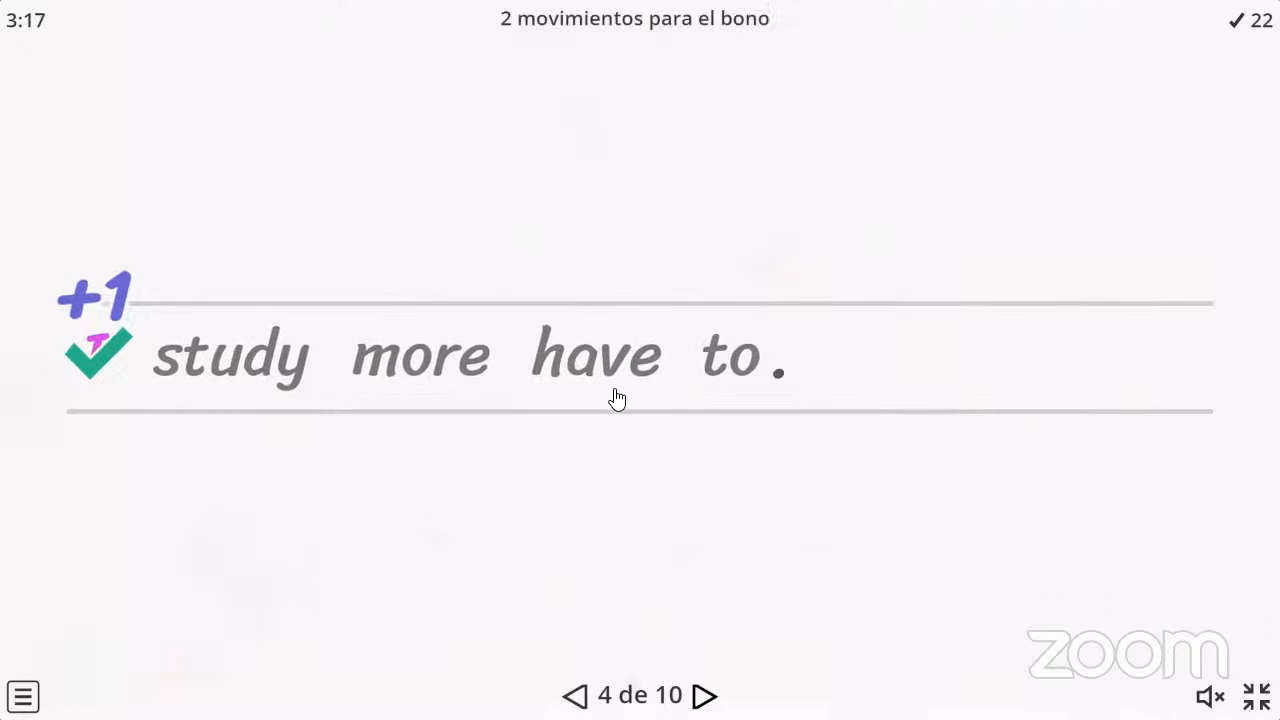 3:17
2 movimientos para el bono
✓ 22
+1
study more have to.
zoom
4 de 10